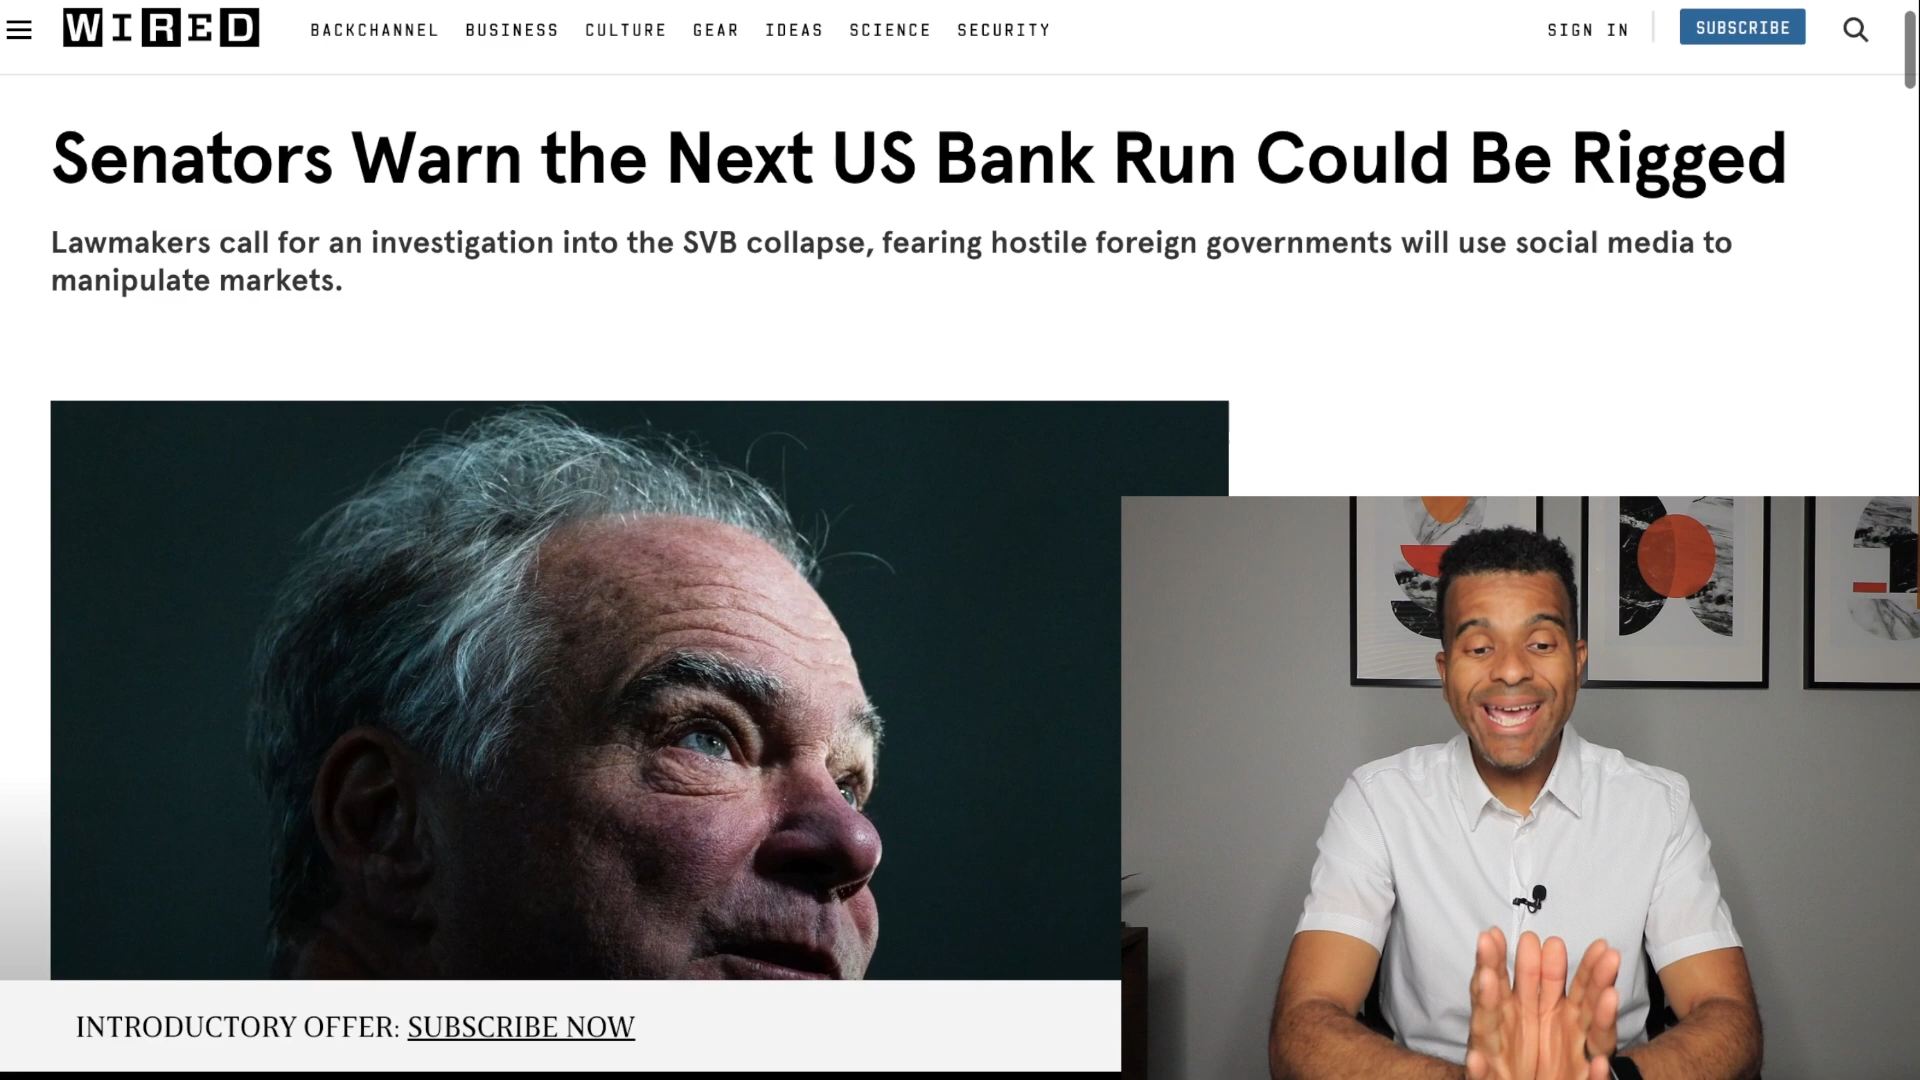 WIRED
BACKCHANNEL BUSINESS CULTURE GEAR IDEAS SCIENCE SECURITY
SIGN IN
SUBSCRIBE
Senators Warn the Next US Bank Run Could Be Rigged
Lawmakers call for an investigation into the SVB collapse, fearing hostile foreign governments will use social media to
manipulate markets.
INTRODUCTORY OFFER: SUBSCRIBE NOW